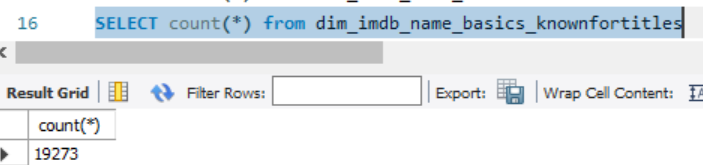 16 SELECT count(*) from dim_imdb_name_basics_knownfortitles
Result Grid Filter Rows: Export: Wrap Cell Content:
count(*)
19273